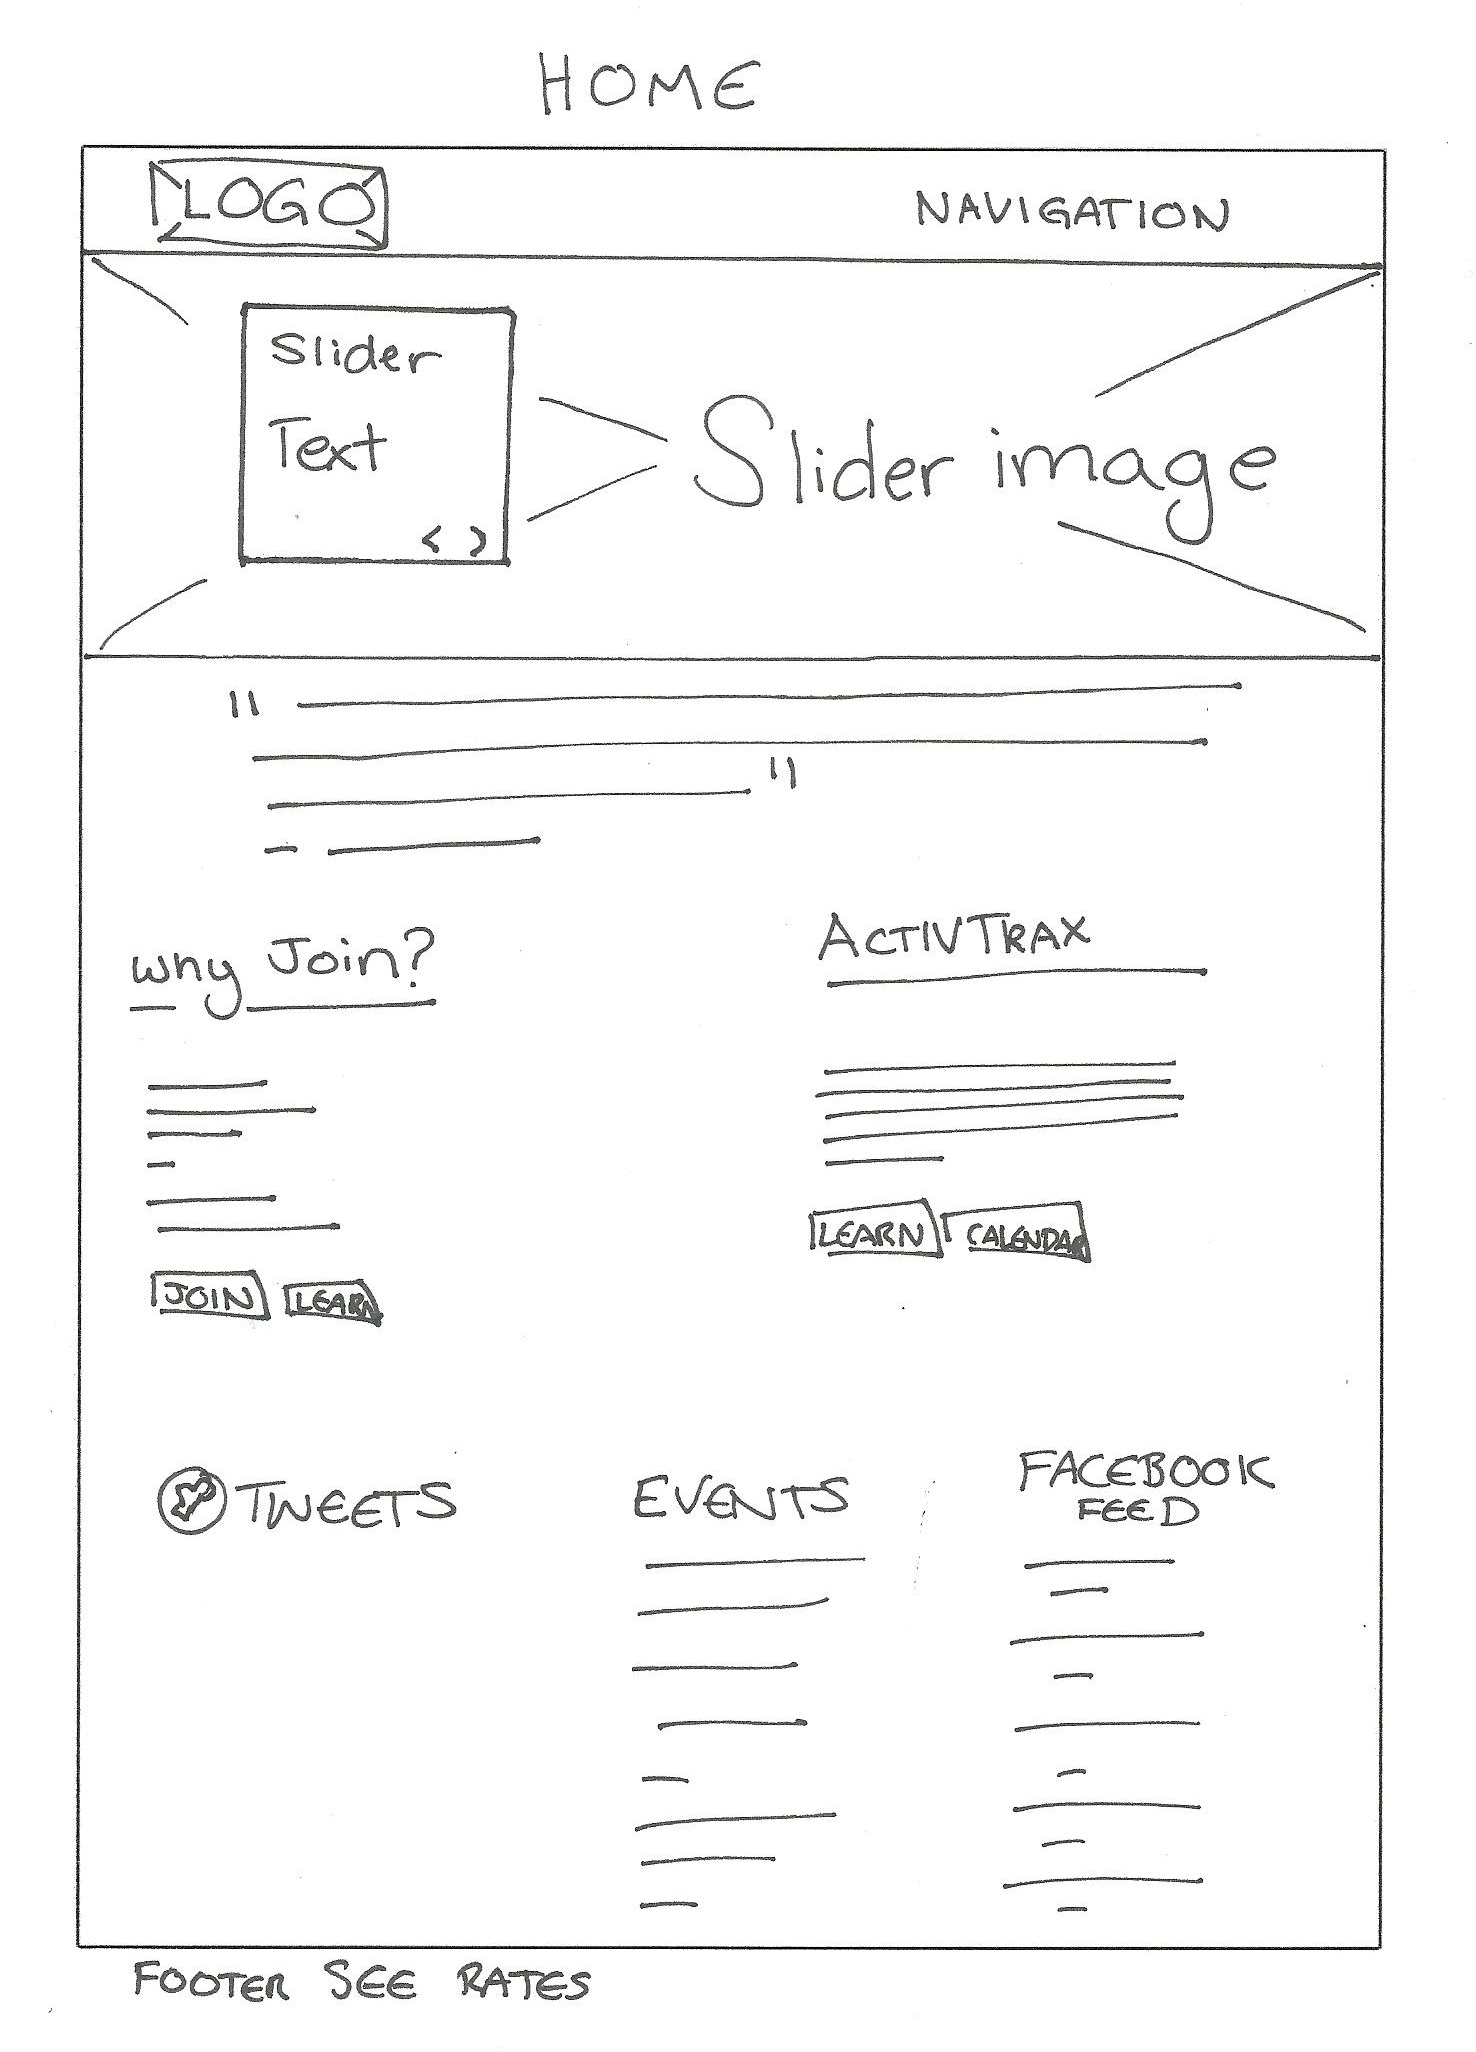 HOME
LOGO
NAVIGATION
Slider
Text
< >
Slider image
"
"
Why Join?
ACTIVTRAX
LEARN
CALENDAR
JOIN
LEARN
TWEETS
EVENTS
FACEBOOK
FEED
FOOTER SEE RATES